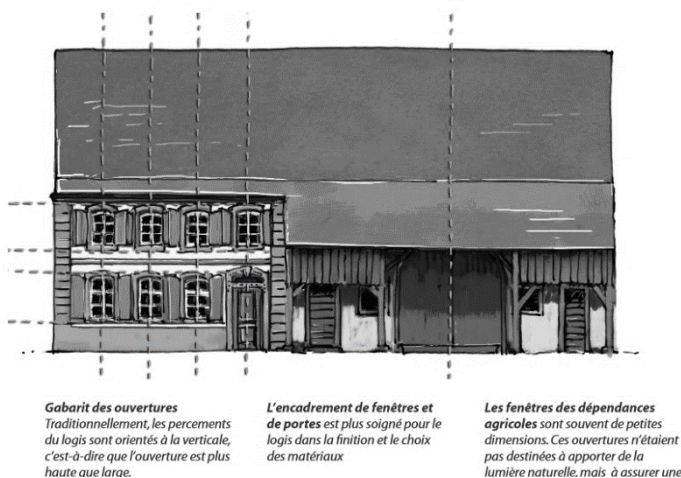 Gabarit des ouvertures
Traditionnellement, les percements
du logis sont orientés à la verticale,
c'est-à-dire que l'ouverture est plus
haute que large.
L'encadrement de fenêtres et
de portes est plus soigné pour le
logis dans la finition et le choix
des matériaux
Les fenêtres des dépendances
agricoles sont souvent de petites
dimensions. Ces ouvertures n'étaient
pas destinées à apporter de la
lumière naturelle, mais à assurer une